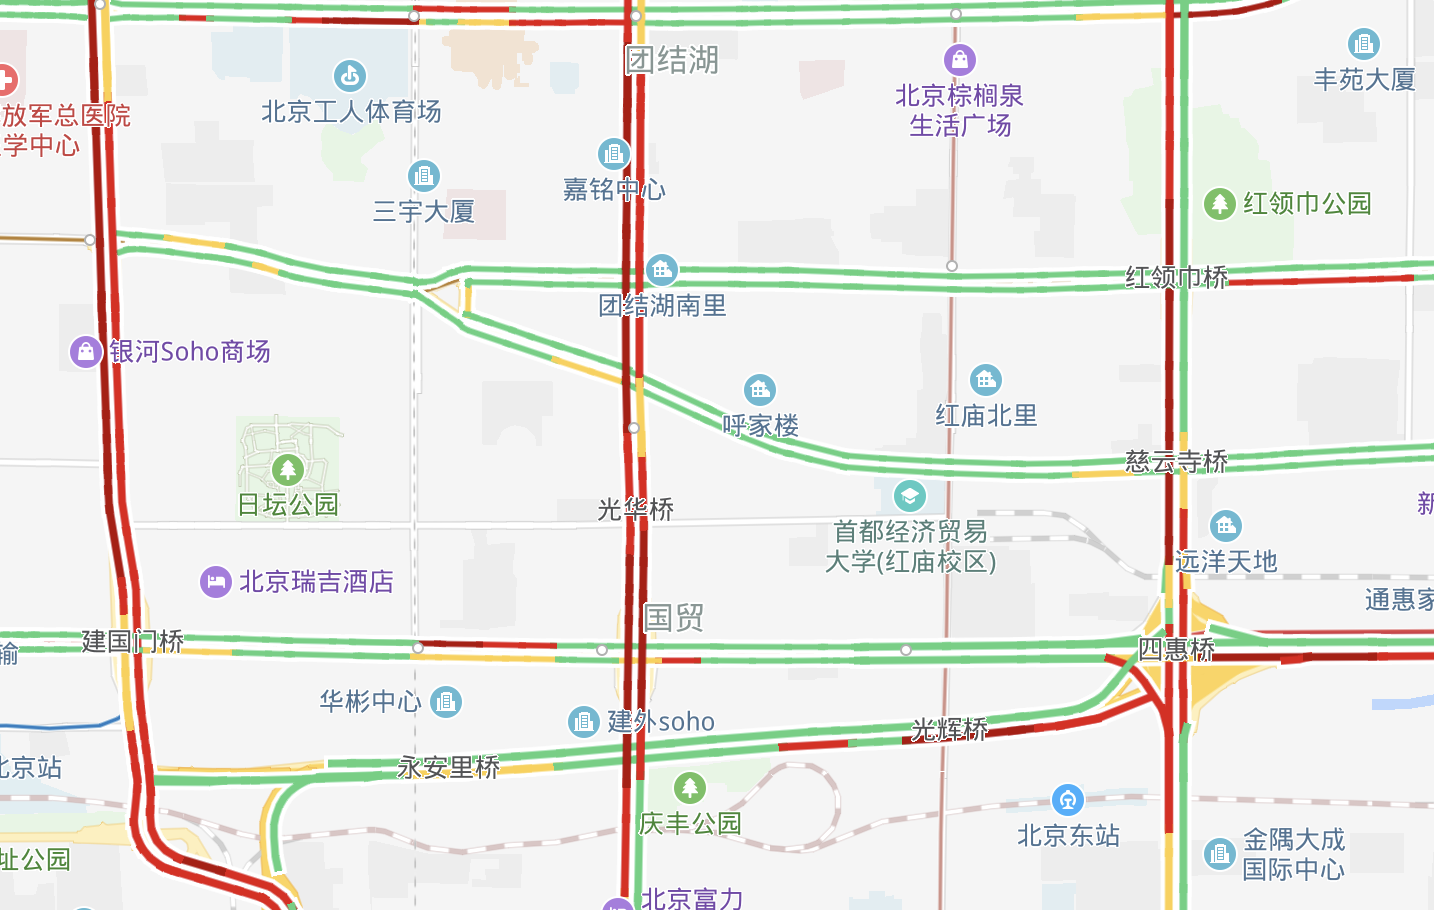 团结湖
丰苑大厦
北京棕榈泉
生活广场
北京工人体育场
放军总医院
学中心
嘉铭中心
三宇大厦
红领巾公园
红领巾桥
团结湖南里
银河Soho商场
呼家楼
红庙北里
慈云寺桥
日坛公园
光华桥
新
首都经济贸易
大学(红庙校区)
远洋天地
北京瑞吉酒店
通惠家
国贸
建国门桥
输
四惠桥
华彬中心
建外soho
光辉桥
北京站
永安里桥
庆丰公园
北京东站
金隅大成
国际中心
址公园
北京富力